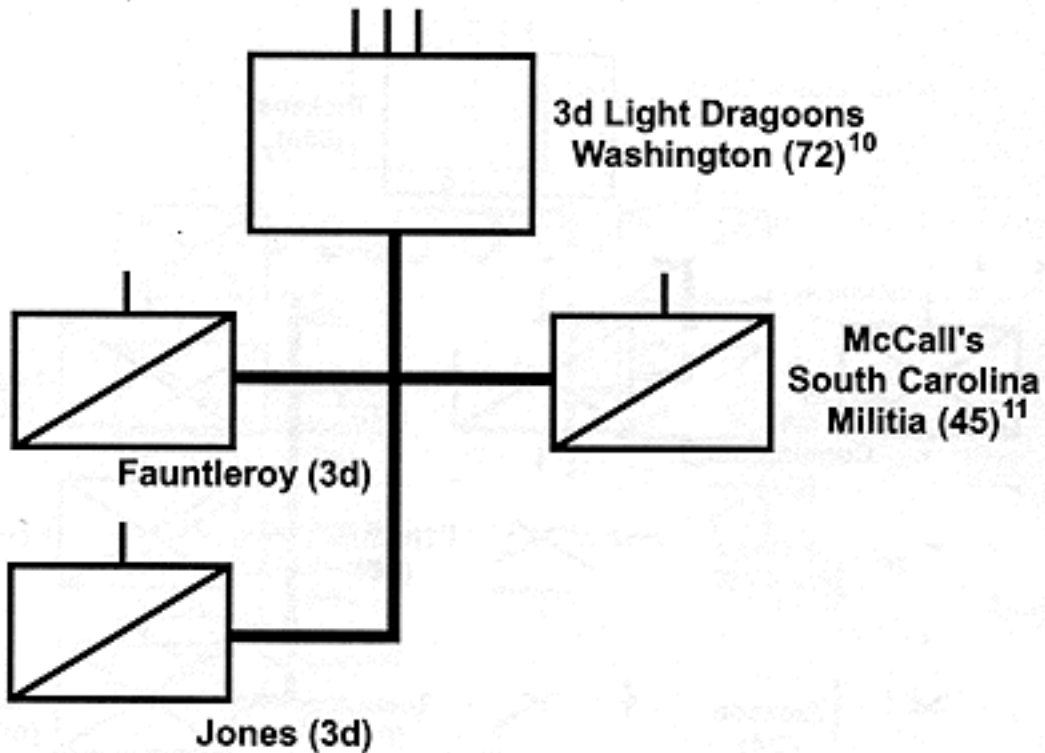 3d Light Dragoons
Washington (72)10
McCall's
South Carolina
Militia (45)11
Fauntleroy (3d)
Jones (3d)